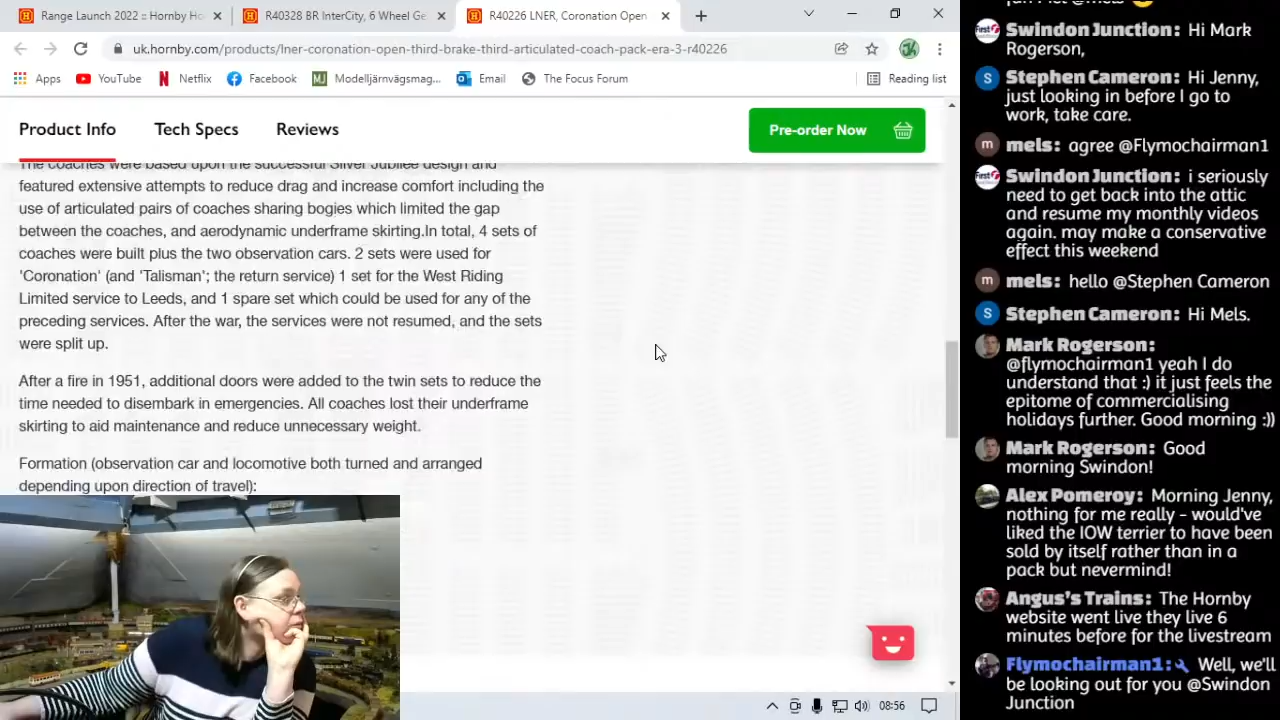 Range Launch 2022 :: Hornby Ho
R40328 BR InterCity, 6 Wheel Ge
R40226 LNER, Coronation Open
uk.hornby.com/products/lner-coronation-open-third-brake-third-articulated-coach-pack-era-3-r40226
Apps
YouTube
Netflix
Facebook
Modelljärnvägsmag...
Email
The Focus Forum
Reading list
Product Info
Tech Specs
Reviews
Pre-order Now
The coaches were based upon the successful Silver Jubilee design and
featured extensive attempts to reduce drag and increase comfort including the
use of articulated pairs of coaches sharing bogies which limited the gap
between the coaches, and aerodynamic underframe skirting.In total, 4 sets of
coaches were built plus the two observation cars. 2 sets were used for
'Coronation' (and 'Talisman'; the return service) 1 set for the West Riding
Limited service to Leeds, and 1 spare set which could be used for any of the
preceding services. After the war, the services were not resumed, and the sets
were split up.
After a fire in 1951, additional doors were added to the twin sets to reduce the
time needed to disembark in emergencies. All coaches lost their underframe
skirting to aid maintenance and reduce unnecessary weight.
Formation (observation car and locomotive both turned and arranged
depending upon direction of travel):
08:56
Swindon Junction: Hi Mark
Rogerson,
Stephen Cameron: Hi Jenny,
just looking in before I go to
work, take care.
mels: agree @Flymochairman1
Swindon Junction: i seriously
need to get back into the attic
and resume my monthly videos
again. may make a conservative
effect this weekend
mels: hello @Stephen Cameron
Stephen Cameron: Hi Mels.
Mark Rogerson:
@flymochairman1 yeah I do
understand that :) it just feels the
epitome of commercialising
holidays further. Good morning :))
Mark Rogerson: Good
morning Swindon!
Alex Pomeroy: Morning Jenny,
nothing for me really - would've
liked the IOW terrier to have been
sold by itself rather than in a
pack but nevermind!
Angus's Trains: The Hornby
website went live they live 6
minutes before for the livestream
Flymochairman1: Well, we'll
be looking out for you @Swindon
Junction